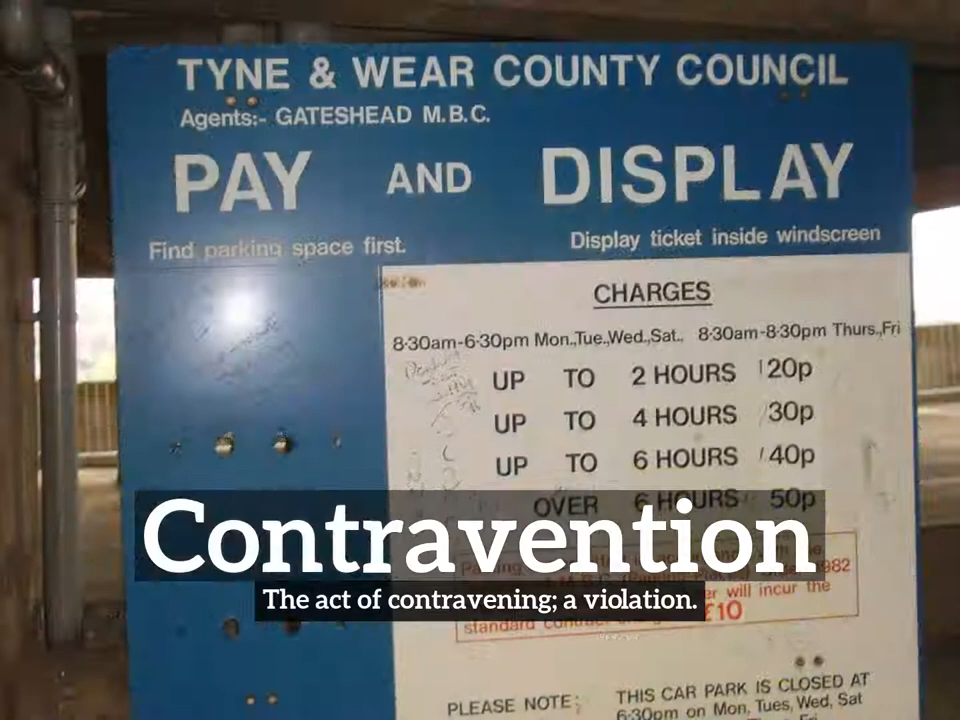 TYNE & WEAR COUNTY COUNCIL
Agents:- GATESHEAD M.B.C.
PAY AND DISPLAY
Find parking space first.
Display ticket inside windscreen
CHARGES
8·30am-6·30pm Mon.,Tue.,Wed.,Sat.. 8·30am-8·30pm Thurs.,Fri
UP TO 2 HOURS 20p
UP TO 4 HOURS 30p
UP TO 6 HOURS 40p
OVER 6 HOURS 50p
Contravention
The act of contravening; a violation.
1982
will incur the
standard
£10
PLEASE NOTE: THIS CAR PARK IS CLOSED AT
6:30pm on Mon, Tues, Wed, Sat